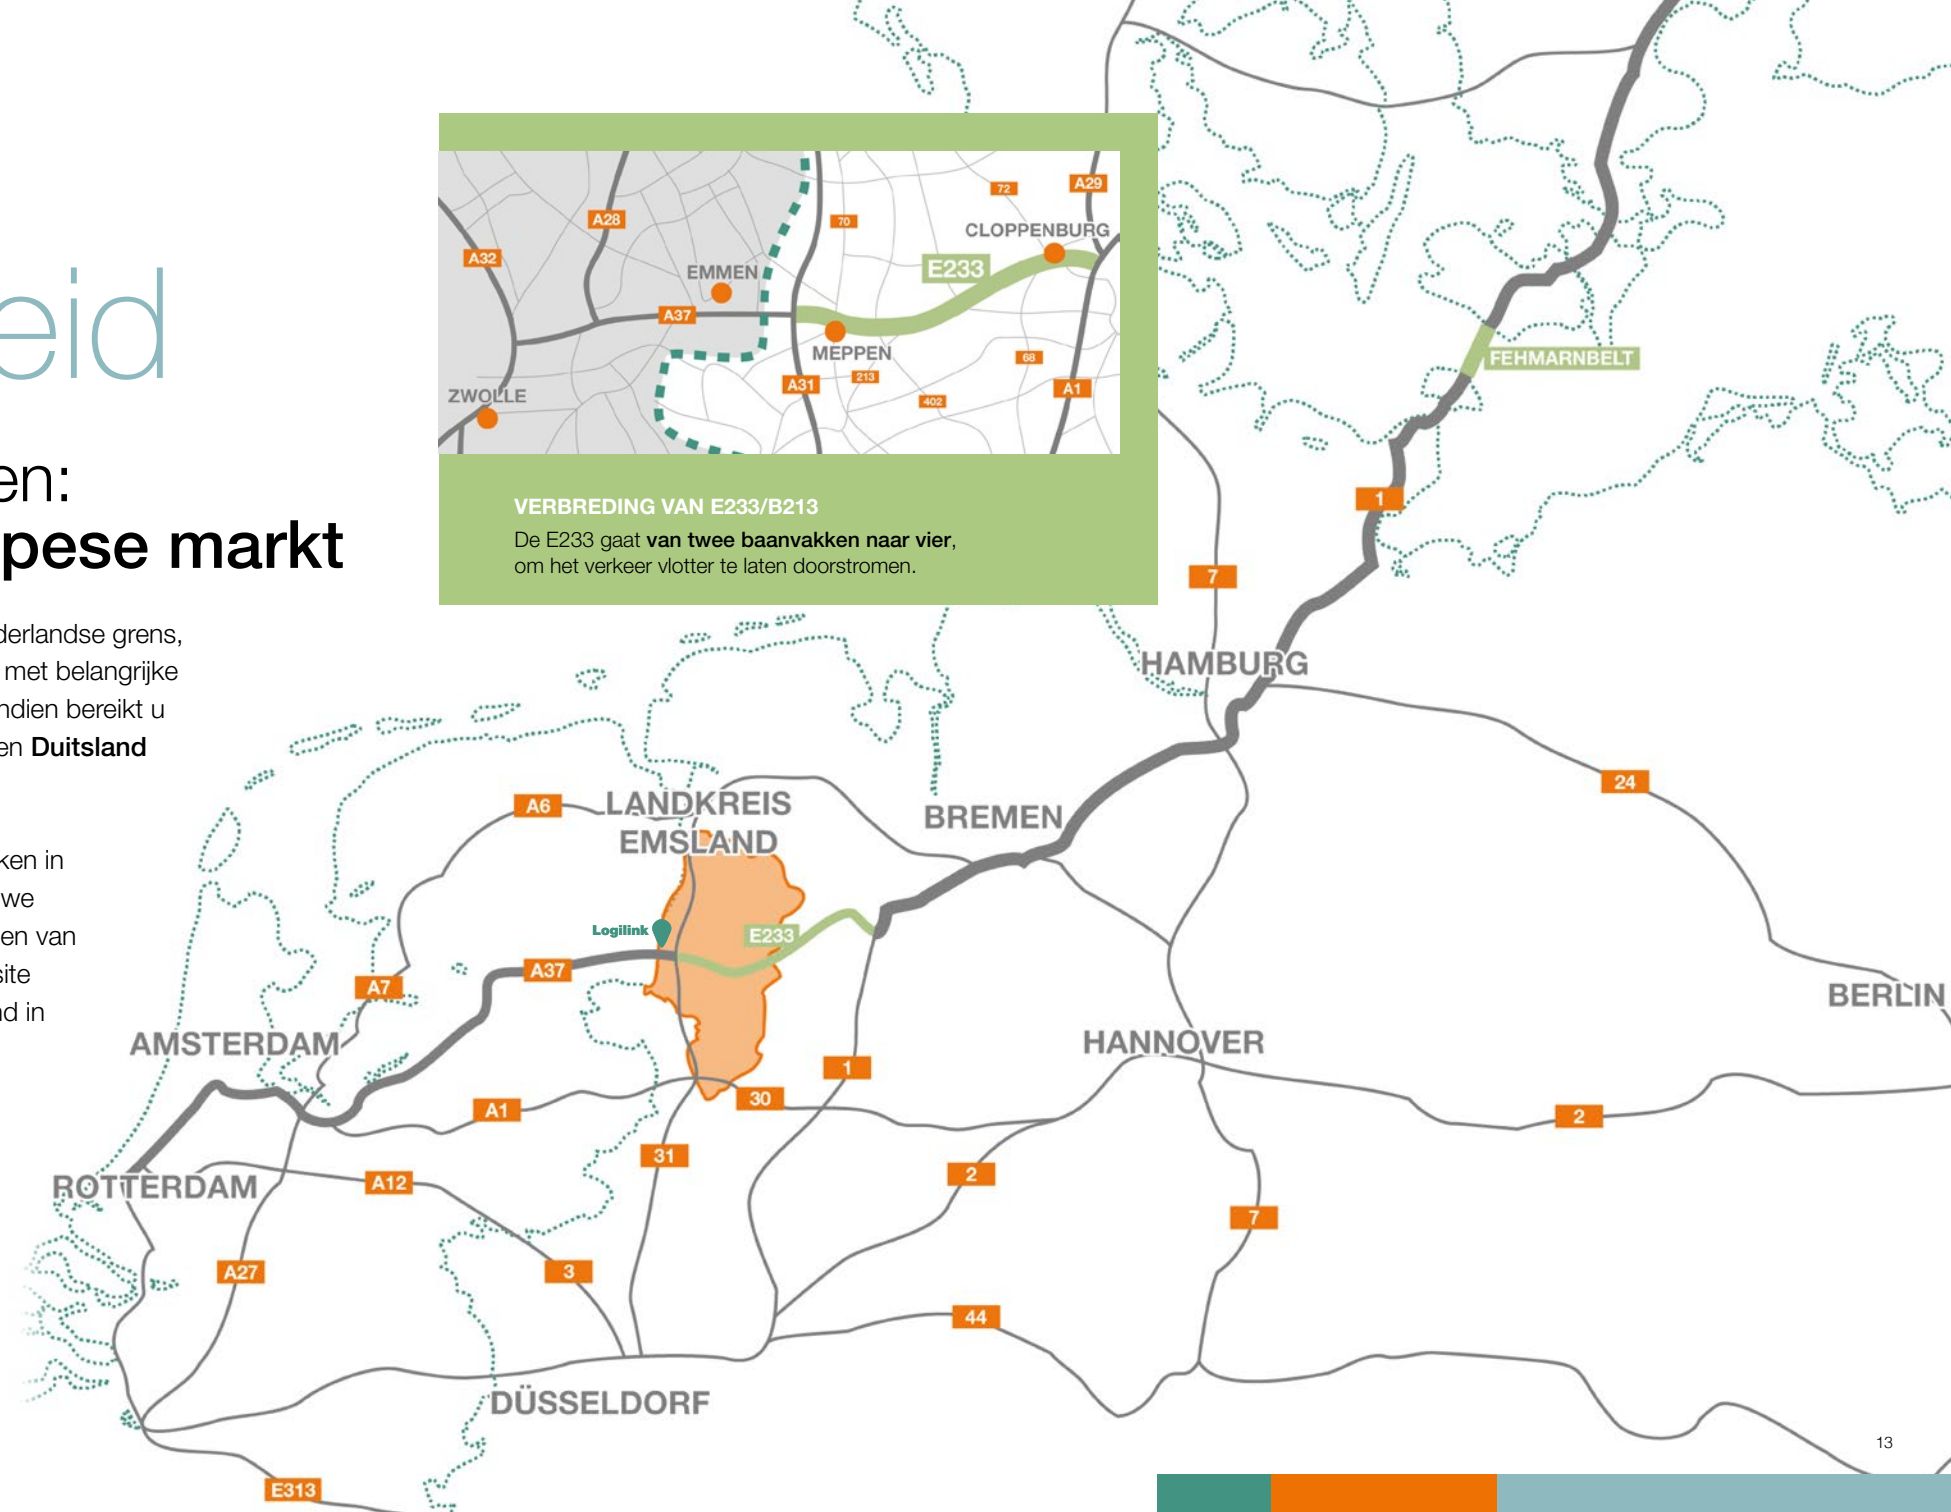 eid
en:
pese markt
derlandse grens,
met belangrijke
ndien bereikt u
en Duitsland
ken in
we
en van
site
nd in
A32
A28
EMMEN
A37
ZWOLLE
70
72
A29
CLOPPENBURG
E233
MEPPEN
A31
213
68
402
A1
VERBREDING VAN E233/B213
De E233 gaat van twee baanvakken naar vier,
om het verkeer vlotter te laten doorstromen.
FEHMARNBELT
1
7
HAMBURG
24
A6
LANDKREIS
EMSLAND
BREMEN
Logilink
E233
A37
A7
BERLIN
AMSTERDAM
HANNOVER
1
30
A1
2
31
2
ROTTERDAM
A12
7
A27
3
44
DÜSSELDORF
E313
13